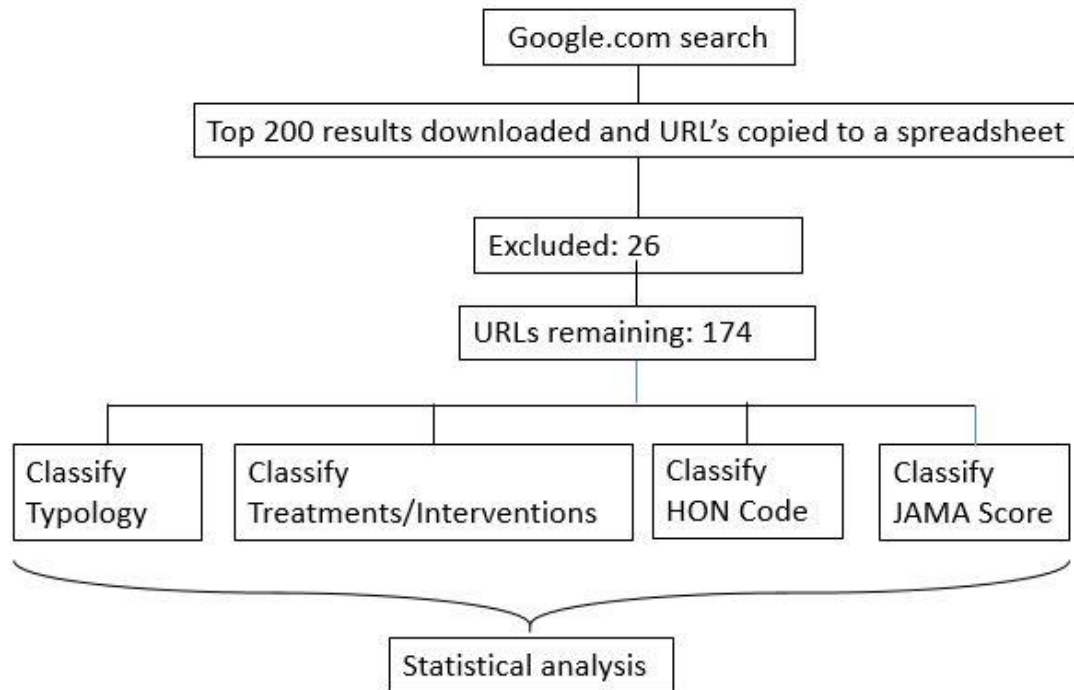 Google.com search
Top 200 results downloaded and URL's copied to a spreadsheet
Excluded: 26
URLs remaining: 174
Classify
Typology
Classify
Treatments/Interventions
Classify
HON Code
Classify
JAMA Score
Statistical analysis